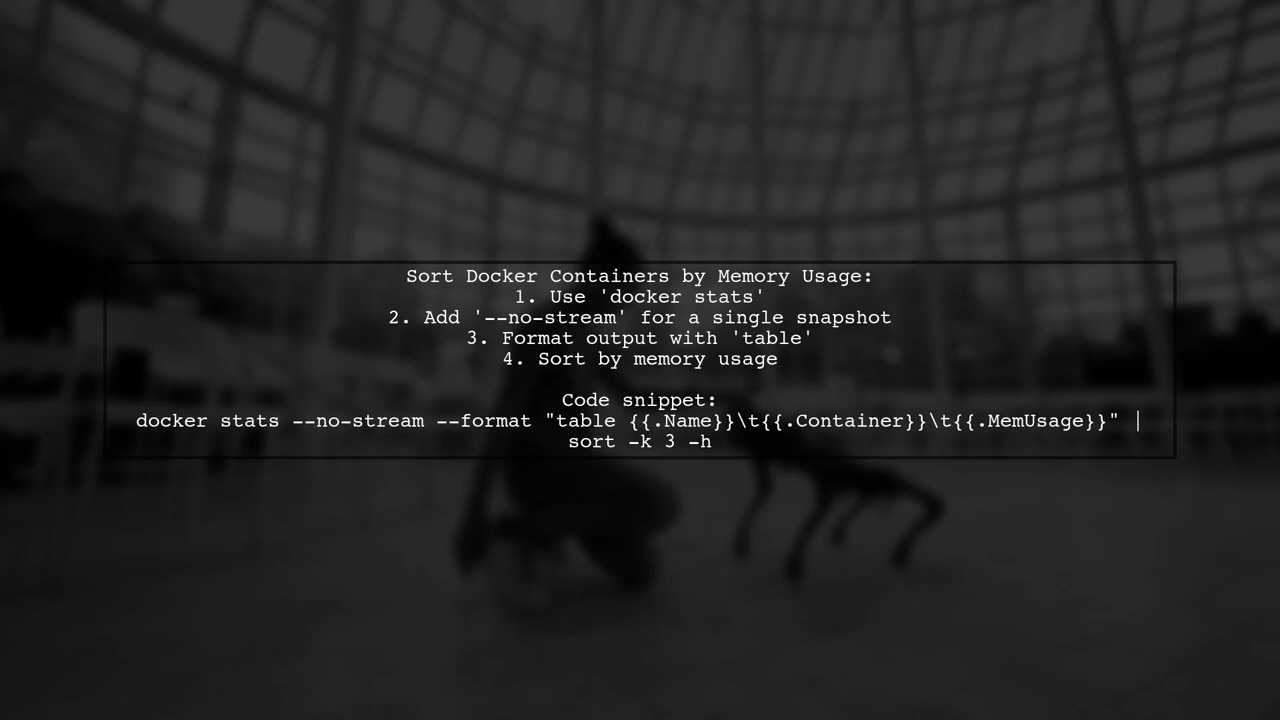 Sort Docker Containers by Memory Usage:
1. Use 'docker stats'
2. Add '--no-stream' for a single snapshot
3. Format output with 'table'
4. Sort by memory usage
Code snippet:
docker stats --no-stream --format "table {{.Name}}\t{{.Container}}\t{{.MemUsage}}" |
sort -k 3 -h